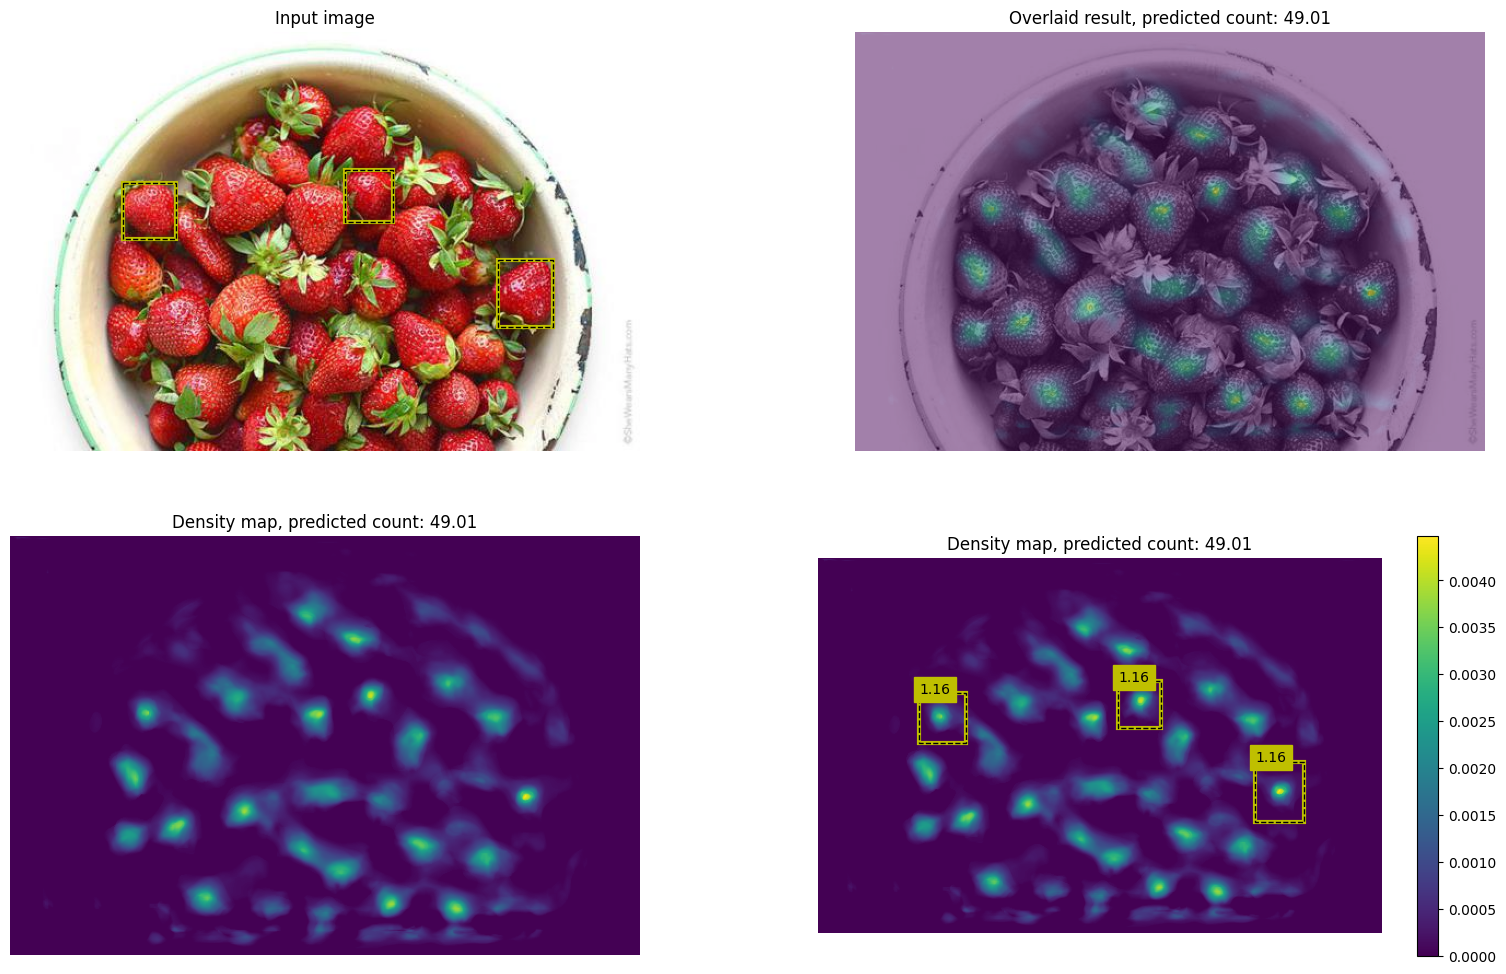 Input image
Overlaid result, predicted count: 49.01
©SheWearsManyHats.com
Density map, predicted count: 49.01
Density map, predicted count: 49.01
1.16
1.16
1.16
0.0040
0.0035
0.0030
0.0025
0.0020
0.0015
0.0010
0.0005
0.0000